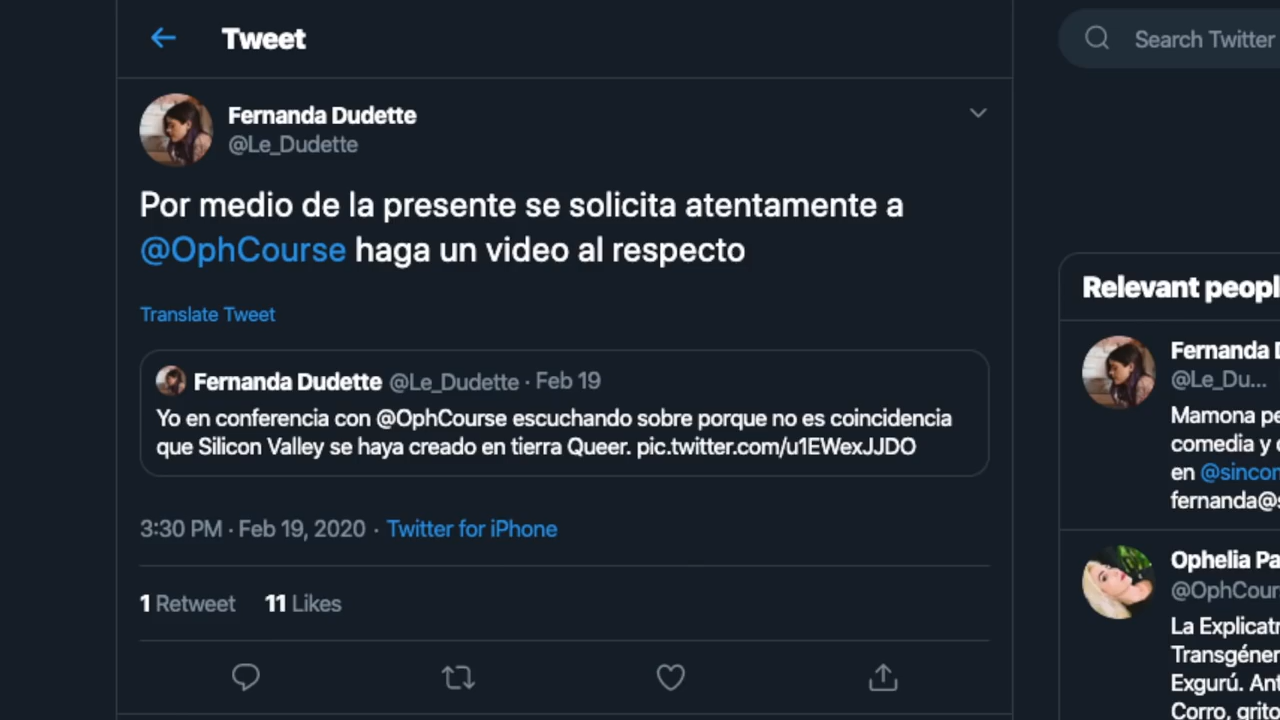 Tweet
Search Twitter
Fernanda Dudette
@Le_Dudette
Por medio de la presente se solicita atentamente a
@OphCourse haga un video al respecto
Translate Tweet
Fernanda Dudette @Le_Dudette · Feb 19
Yo en conferencia con @OphCourse escuchando sobre porque no es coincidencia
que Silicon Valley se haya creado en tierra Queer. pic.twitter.com/u1EWexJJDO
3:30 PM · Feb 19, 2020 · Twitter for iPhone
1 Retweet 11 Likes
Relevant peopl
Fernanda D
@Le_Du...
Mamona pe
comedia y c
en @sincon
fernanda@s
Ophelia Pa
@OphCour
La Explicatr
Transgéner
Exgurú. Ant
Corro, grito